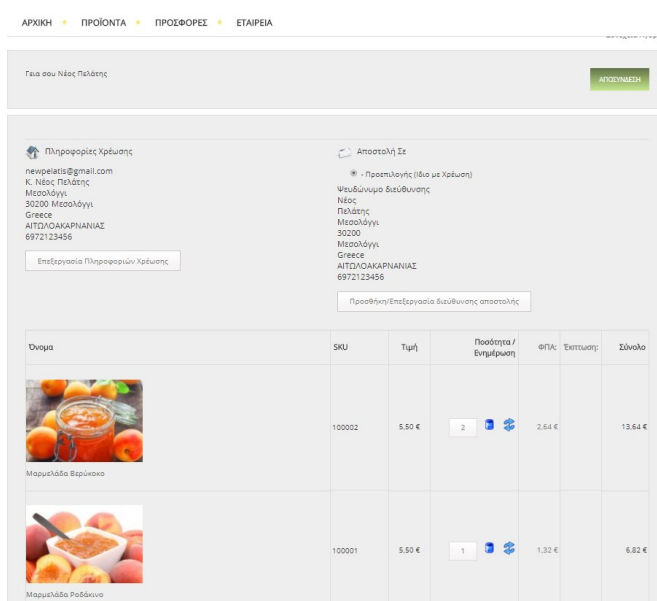 ΑΡΧΙΚΗ ΠΡΟΪΟΝΤΑ ΠΡΟΣΦΟΡΕΣ ΕΤΑΙΡΕΙΑ
Γεια σου Νέος Πελάτης
ΑΠΟΣΥΝΔΕΣΗ
Πληροφορίες Χρέωσης
newpelatis@gmail.com
Κ. Νέος Πελάτης
Μεσολόγγι
30200 Μεσολόγγι
Greece
ΑΙΤΩΛΟΑΚΑΡΝΑΝΙΑΣ
6972123456
Επεξεργασία Πληροφοριών Χρέωσης
Αποστολή Σε
- Προεπιλογής (Ιδιο με Χρέωση)
Ψευδώνυμο διεύθυνσης
Νέος
Πελάτης
Μεσολόγγι
30200
Μεσολόγγι
Greece
ΑΙΤΩΛΟΑΚΑΡΝΑΝΙΑΣ
6972123456
Προσθήκη/Επεξεργασία διεύθυνσης αποστολής
Όνομα SKU Τιμή Ποσότητα / Ενημέρωση ΦΠΑ: Έκπτωση: Σύνολο
100002 5,50 € 2 2,64 € 13,64 €
Μαρμελάδα Βερύκοκο
100001 5,50 € 1 1,32 € 6,82 €
Μαρμελάδα Ροδάκινο